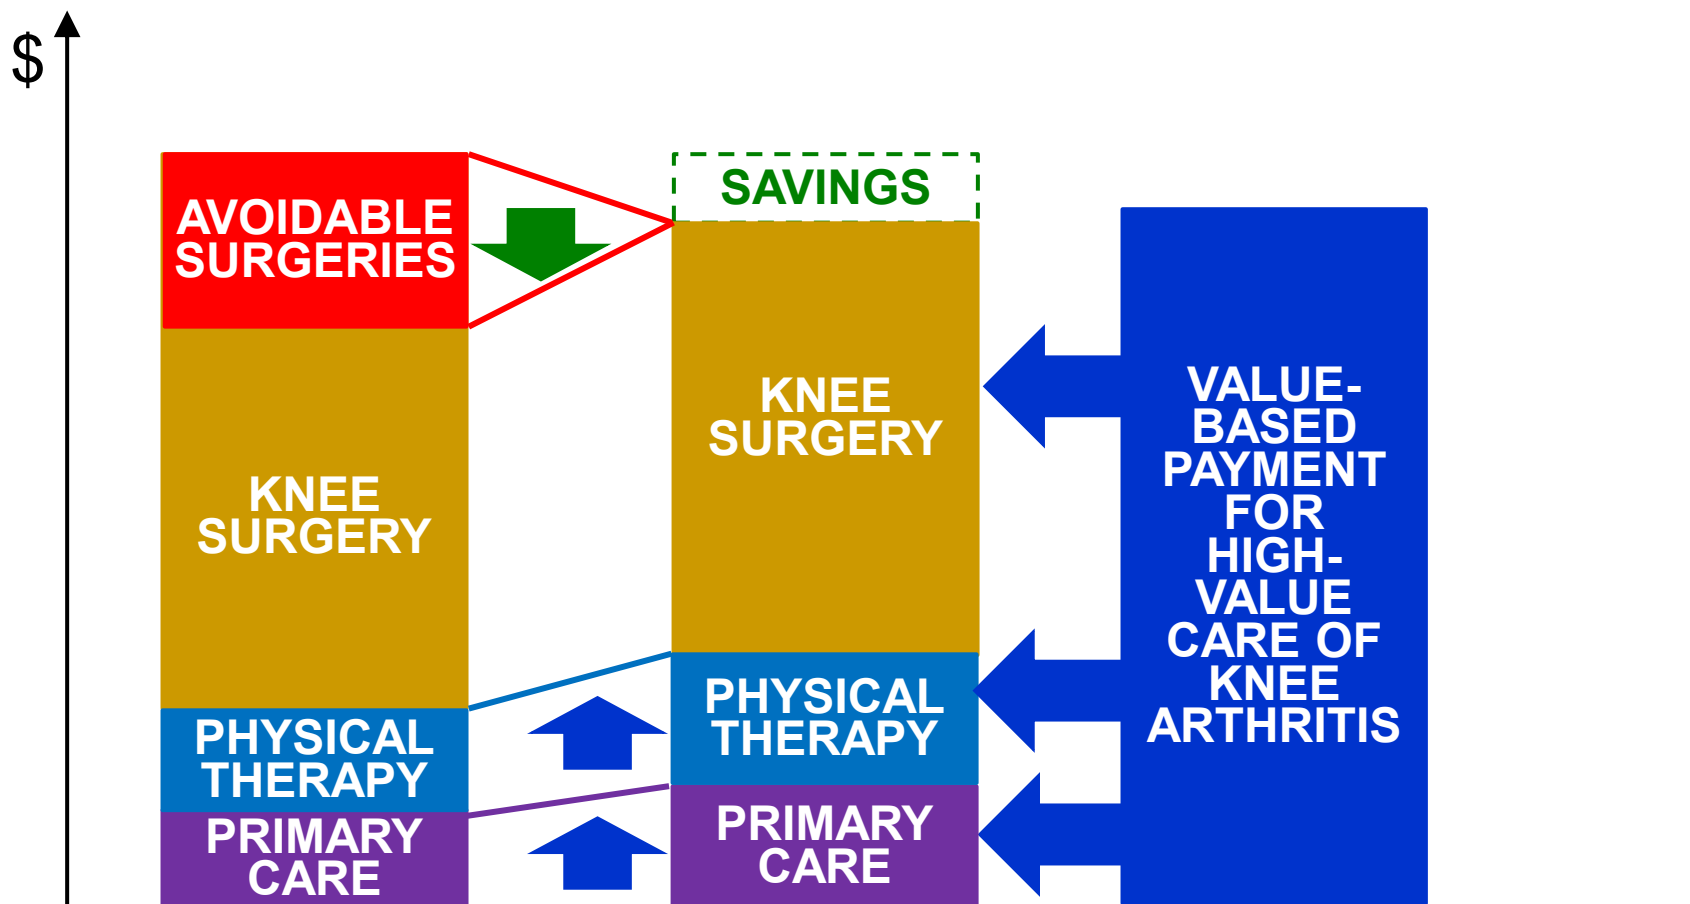 $
AVOIDABLE
SURGERIES
KNEE
SURGERY
PHYSICAL
THERAPY
PRIMARY
CARE
SAVINGS
KNEE
SURGERY
PHYSICAL
THERAPY
PRIMARY
CARE
VALUE-
BASED
PAYMENT
FOR
HIGH-
VALUE
CARE OF
KNEE
ARTHRITIS